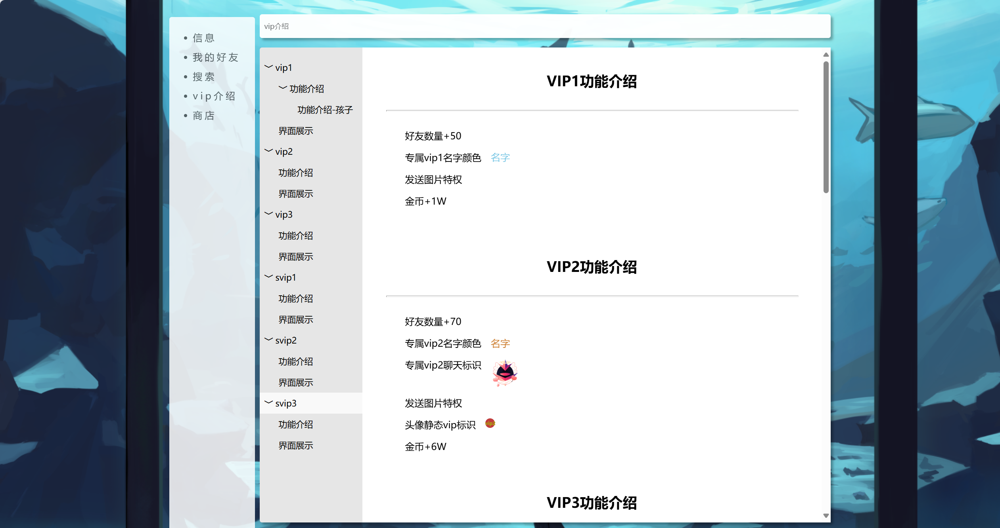 信息
我的好友
搜索
vip介绍
商店
vip介绍
vip1
功能介绍
功能介绍-孩子
界面展示
vip2
功能介绍
界面展示
vip3
功能介绍
界面展示
svip1
功能介绍
界面展示
svip2
功能介绍
界面展示
svip3
功能介绍
界面展示
VIP1功能介绍
好友数量+50
专属vip1名字颜色 名字
发送图片特权
金币+1W
VIP2功能介绍
好友数量+70
专属vip2名字颜色 名字
专属vip2聊天标识
发送图片特权
头像静态vip标识 vip2
金币+6W
VIP3功能介绍